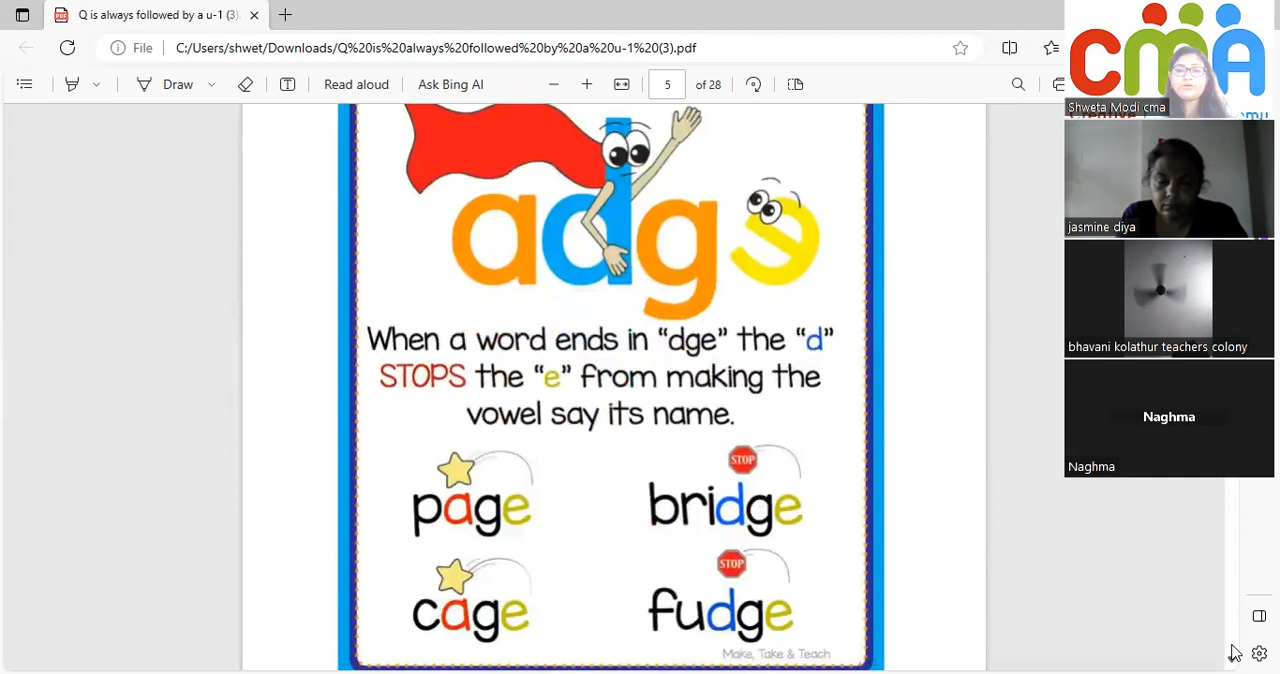 Q is always followed by a u-1 (3).
File
C:/Users/shwet/Downloads/Q%20is%20always%20followed%20by%20a%20u-1%20(3).pdf
Draw
Read aloud
Ask Bing AI
5
of 28
cmA
Shweta Modi cma
jasmine diya
bhavani kolathur teachers colony
Naghma
Naghma
adge
When a word ends in “dge” the “d”
STOPS the “e” from making the
vowel say its name.
STOP
page
bridge
STOP
cage
fudge
Make, Take & Teach